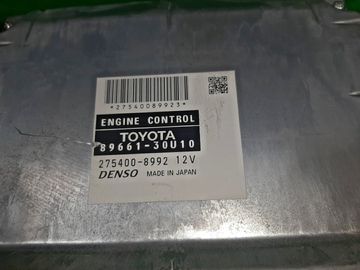 *27540089923*
ENGINE CONTROL
TOYOTA
89661-30U10
275400-8992 12V
DENSO MADE IN JAPAN